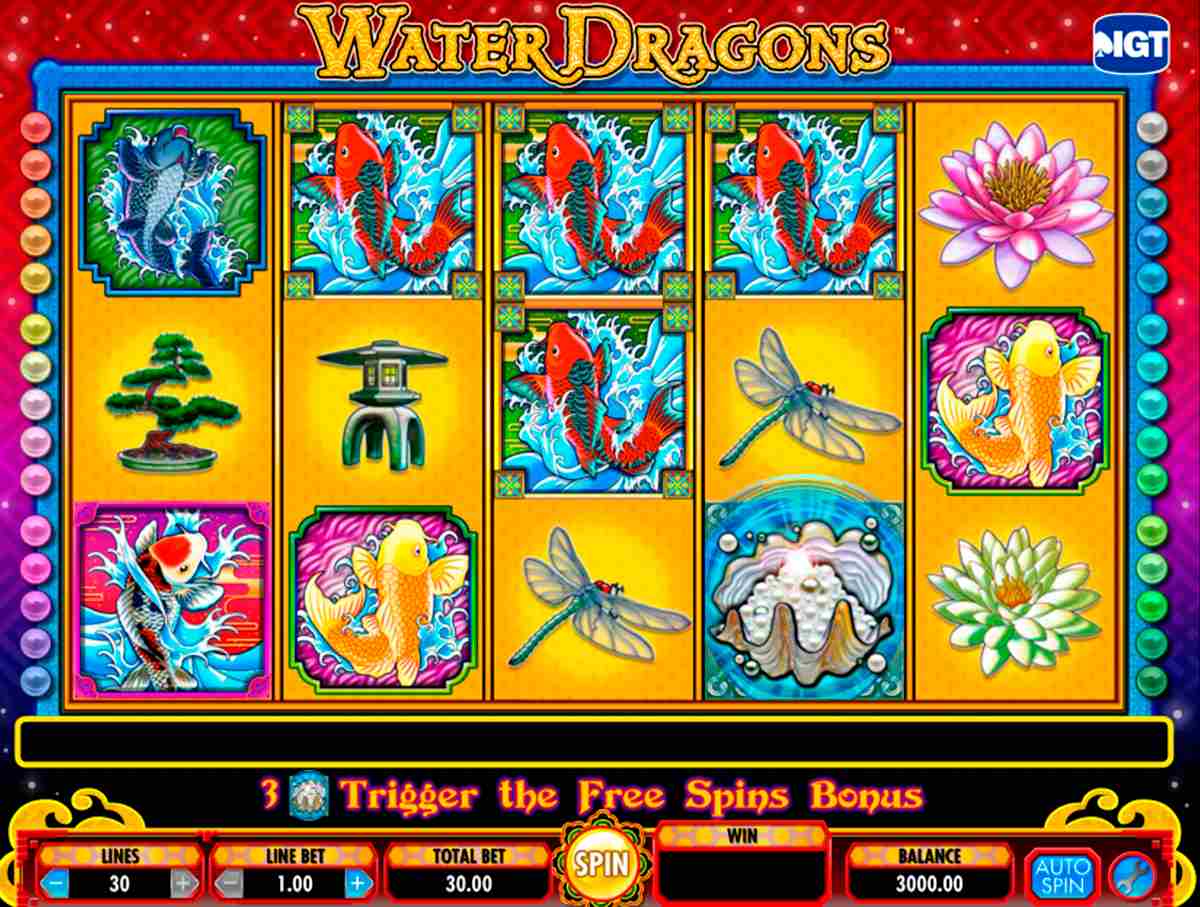 WATER DRAGONS™
IGT
3 Trigger the Free Spins Bonus
LINES
30
LINE BET
1.00
TOTAL BET
30.00
SPIN
WIN
BALANCE
3000.00
AUTO
SPIN